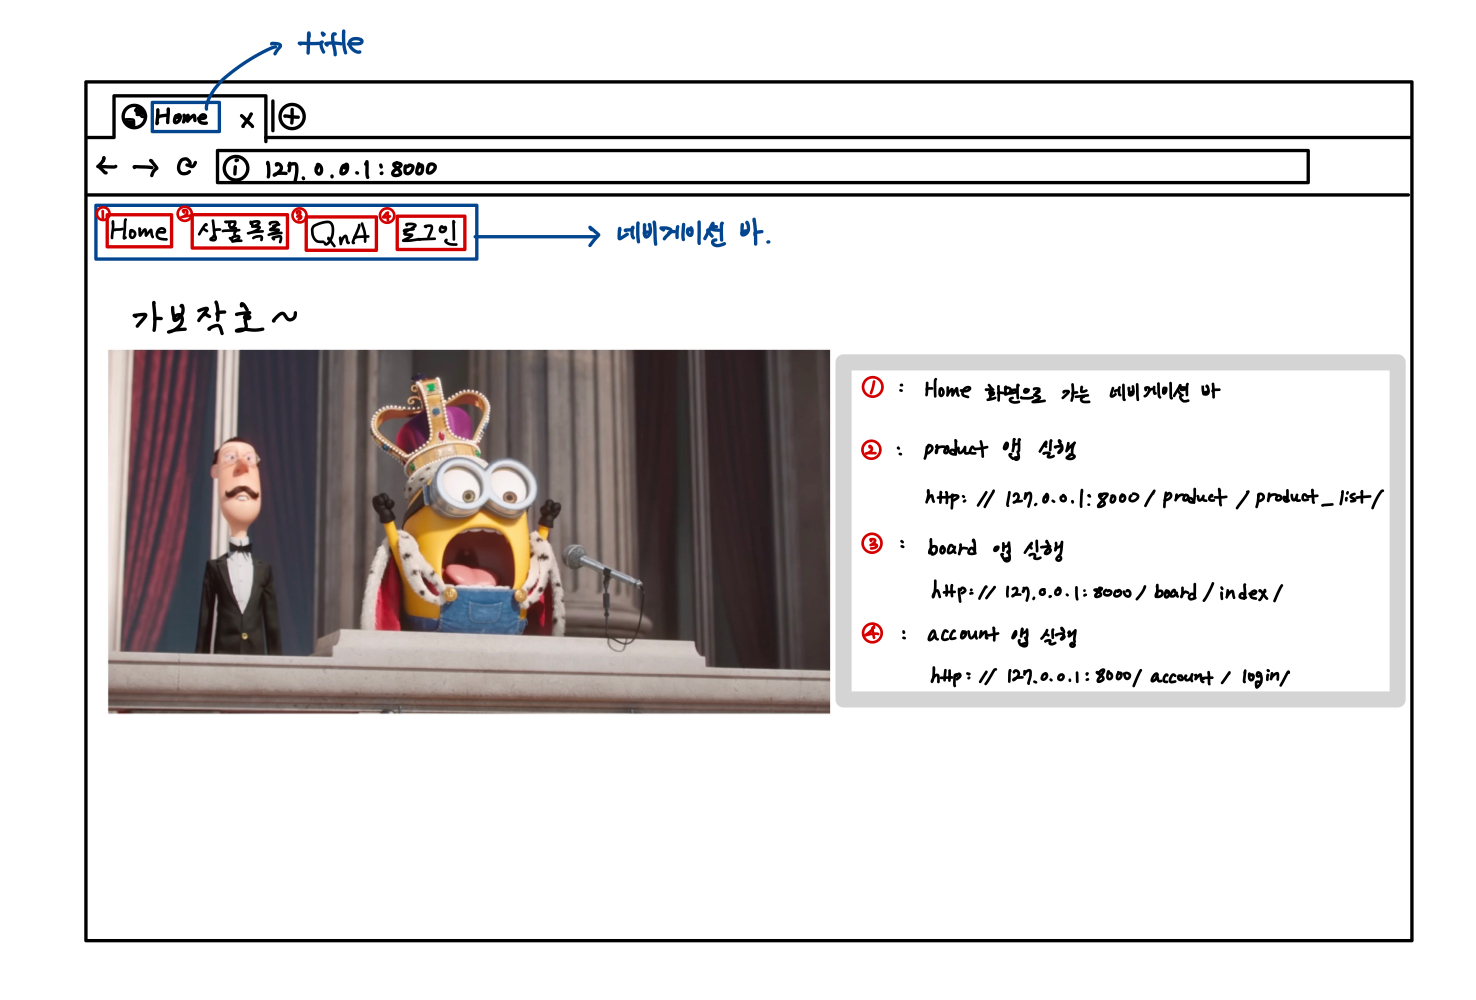 title
Home x
127.0.0.1:8000
① Home ② 상품목록 ③ QnA ④ 로그인
네비게이션 바.
가보작호~
① : Home 화면으로 가는 네비게이션 바
② : product 앱 실행
http://127.0.0.1:8000/product/product_list/
③ : board 앱 실행
http://127.0.0.1:8000/board/index/
④ : account 앱 실행
http://127.0.0.1:8000/account/login/